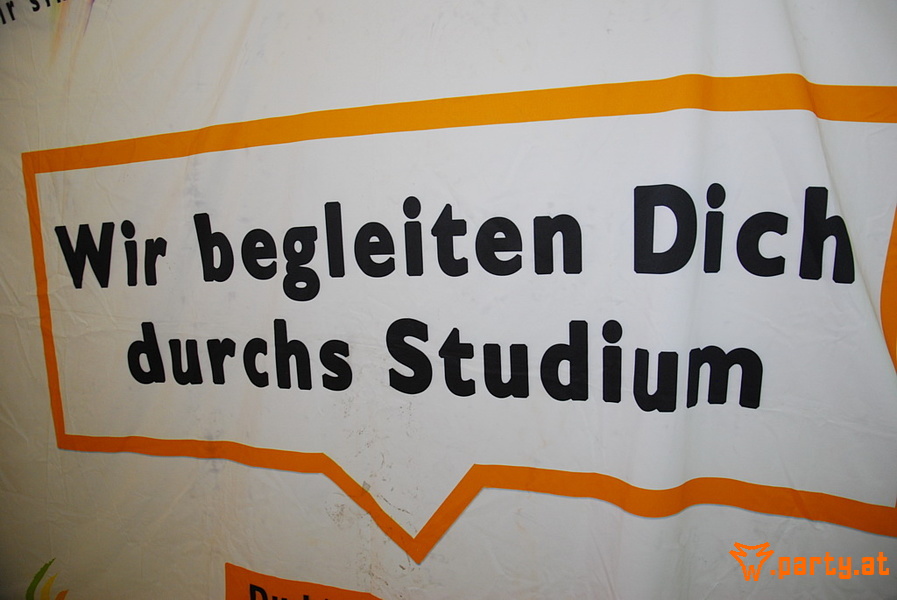 Wir begleiten Dich
durchs Studium
.party.at